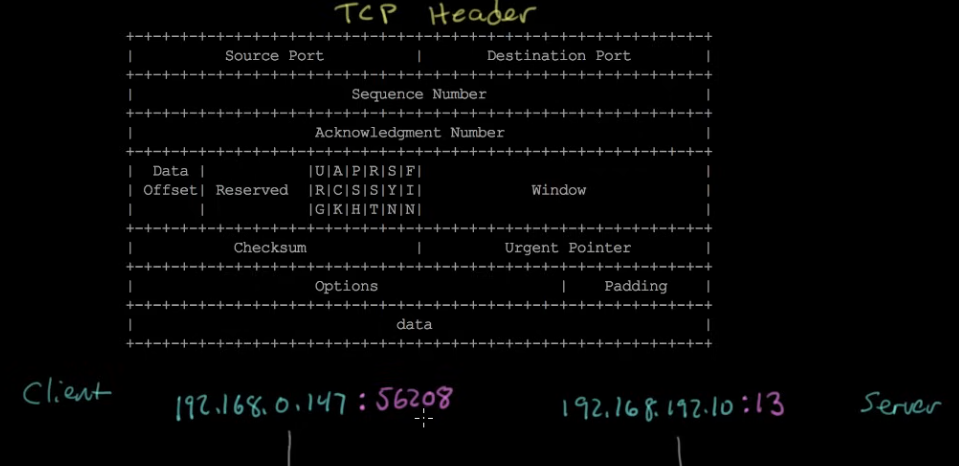 TCP Header
+-+-+-+-+-+-+-+-+-+-+-+-+-+-+-+-+-+-+-+-+-+-+-+-+-+-+-+-+-+-+-+-+
|          Source Port          |       Destination Port        |
+-+-+-+-+-+-+-+-+-+-+-+-+-+-+-+-+-+-+-+-+-+-+-+-+-+-+-+-+-+-+-+-+
|                        Sequence Number                        |
+-+-+-+-+-+-+-+-+-+-+-+-+-+-+-+-+-+-+-+-+-+-+-+-+-+-+-+-+-+-+-+-+
|                    Acknowledgment Number                      |
+-+-+-+-+-+-+-+-+-+-+-+-+-+-+-+-+-+-+-+-+-+-+-+-+-+-+-+-+-+-+-+-+
|  Data |           |U|A|P|R|S|F|                               |
| Offset| Reserved  |R|C|S|S|Y|I|            Window             |
|       |           |G|K|H|T|N|N|                               |
+-+-+-+-+-+-+-+-+-+-+-+-+-+-+-+-+-+-+-+-+-+-+-+-+-+-+-+-+-+-+-+-+
|           Checksum            |         Urgent Pointer        |
+-+-+-+-+-+-+-+-+-+-+-+-+-+-+-+-+-+-+-+-+-+-+-+-+-+-+-+-+-+-+-+-+
|                    Options                    |    Padding    |
+-+-+-+-+-+-+-+-+-+-+-+-+-+-+-+-+-+-+-+-+-+-+-+-+-+-+-+-+-+-+-+-+
|                             data                              |
+-+-+-+-+-+-+-+-+-+-+-+-+-+-+-+-+-+-+-+-+-+-+-+-+-+-+-+-+-+-+-+-+
Client 192.168.0.147:56208 192.168.192.10:13 Server